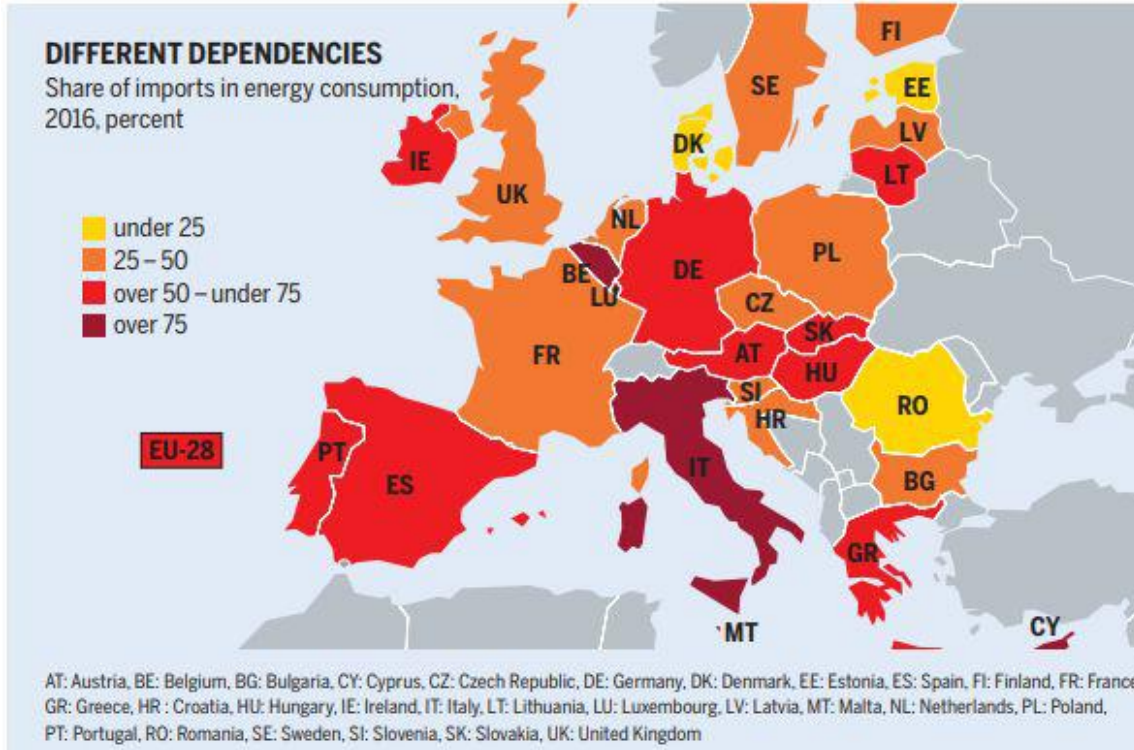 DIFFERENT DEPENDENCIES
Share of imports in energy consumption,
2016, percent
under 25
25 – 50
over 50 – under 75
over 75
EU-28
FI
SE
EE
LV
LT
DK
IE
UK
NL
BE
LU
DE
PL
CZ
SK
AT
HU
FR
SI
HR
RO
BG
IT
PT
ES
GR
MT
CY
AT: Austria, BE: Belgium, BG: Bulgaria, CY: Cyprus, CZ: Czech Republic, DE: Germany, DK: Denmark, EE: Estonia, ES: Spain, FI: Finland, FR: France
GR: Greece, HR : Croatia, HU: Hungary, IE: Ireland, IT: Italy, LT: Lithuania, LU: Luxembourg, LV: Latvia, MT: Malta, NL: Netherlands, PL: Poland,
PT: Portugal, RO: Romania, SE: Sweden, SI: Slovenia, SK: Slovakia, UK: United Kingdom